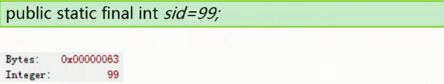 public static final int sid=99;
Bytes: 0x00000063
Integer: 99